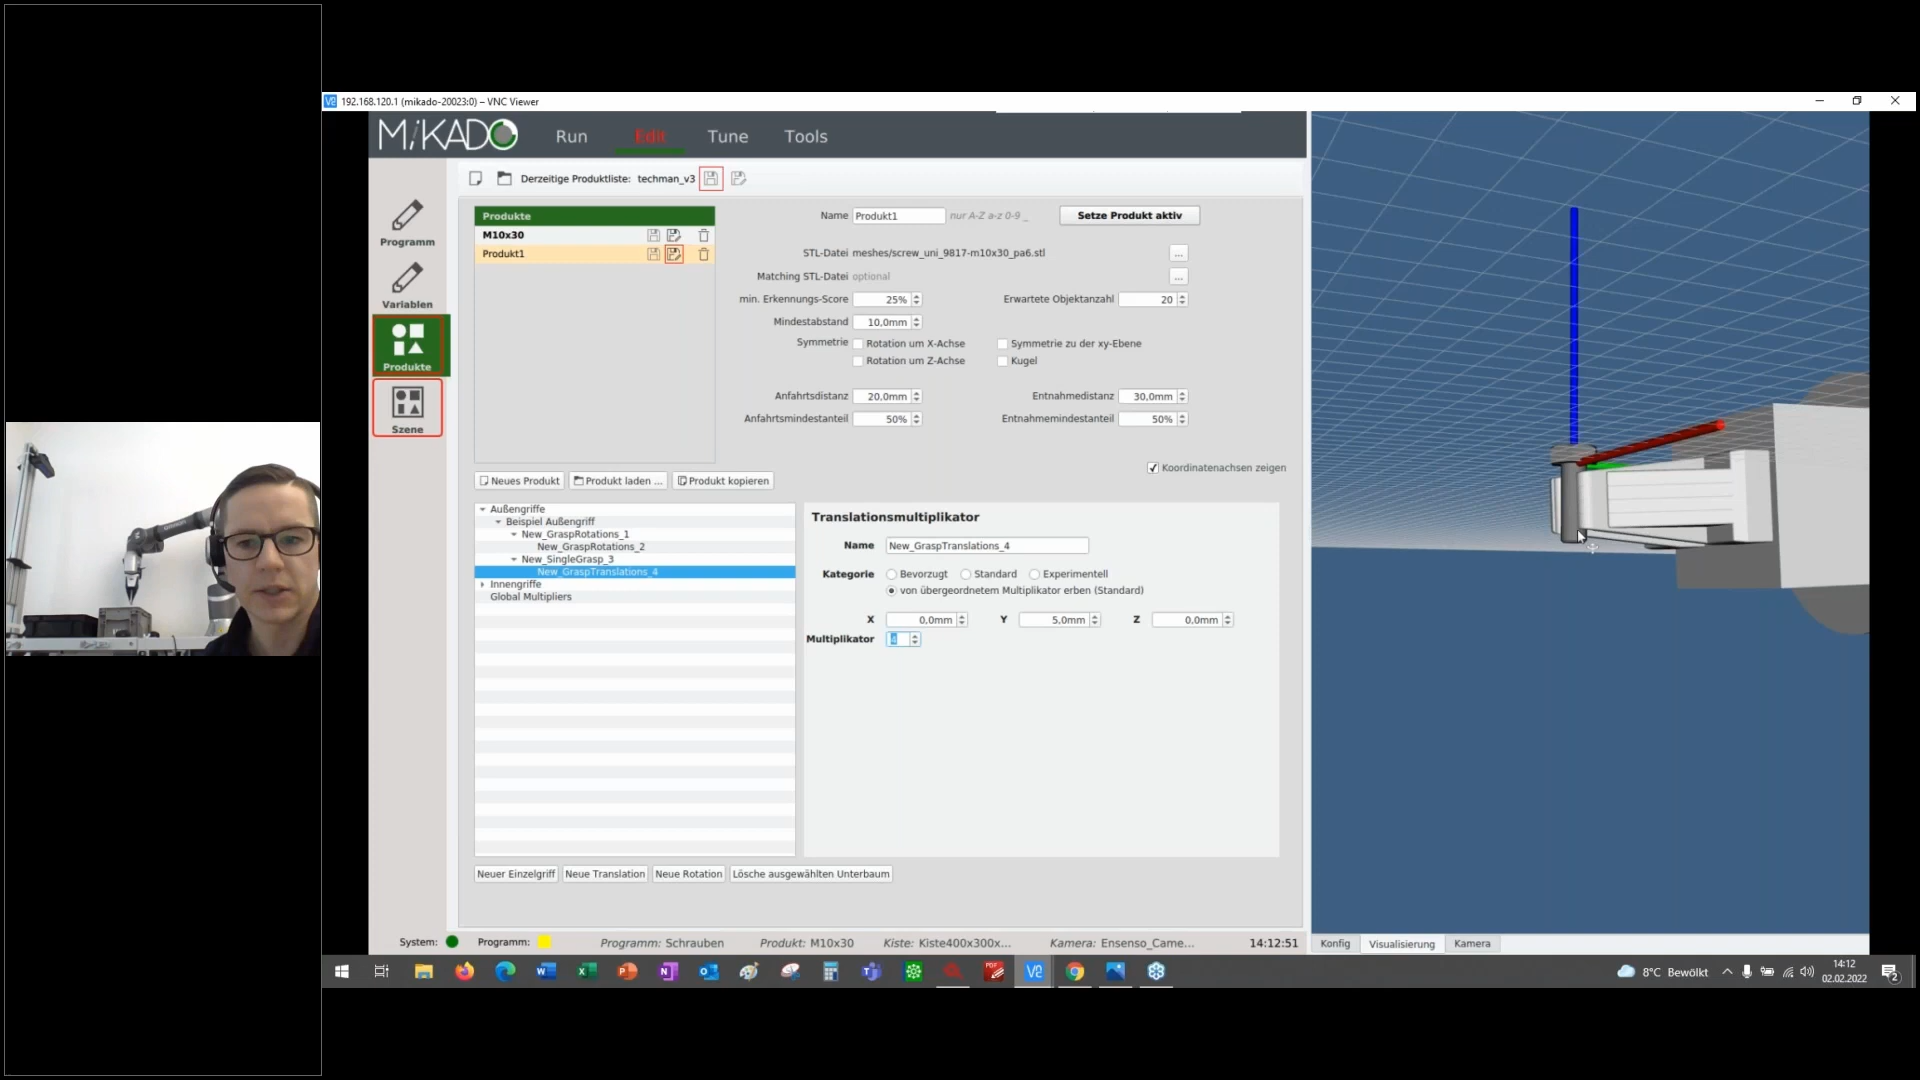 192.168.120.1 (mikado-20023:0) – VNC Viewer
MiKADO Run Edit Tune Tools
Derzeitige Produktliste: techman_v3
Programm
Variablen
Produkte
Szene
Produkte
M10x30
Produkt1
Name Produkt1 nur A-Z a-z 0-9 _ Setze Produkt aktiv
STL-Datei meshes/screw_uni_9817-m10x30_pa6.stl ...
Matching STL-Datei optional ...
min. Erkennungs-Score 25% Erwartete Objektanzahl 20
Mindestabstand 10,0mm
Symmetrie Rotation um X-Achse Symmetrie zu der xy-Ebene
Rotation um Z-Achse Kugel
Anfahrtsdistanz 20,0mm Entnahmedistanz 30,0mm
Anfahrtsmindestanteil 50% Entnahmemindestanteil 50%
Koordinatenachsen zeigen
Neues Produkt Produkt laden ... Produkt kopieren
Außengriffe
Beispiel Außengriff
New_GraspRotations_1
New_GraspRotations_2
New_SingleGrasp_3
New_GraspTranslations_4
Innengriffe
Global Multipliers
Translationsmultiplikator
Name New_GraspTranslations_4
Kategorie Bevorzugt Standard Experimentell
von übergeordnetem Multiplikator erben (Standard)
X 0,0mm Y 5,0mm Z 0,0mm
Multiplikator 4
Neuer Einzelgriff Neue Translation Neue Rotation Lösche ausgewählten Unterbaum
System: Programm: Programm: Schrauben Produkt: M10x30 Kiste: Kiste400x300x... Kamera: Ensenso_Came... 14:12:51
Konfig Visualisierung Kamera
8°C Bewölkt
14:12
02.02.2022
2